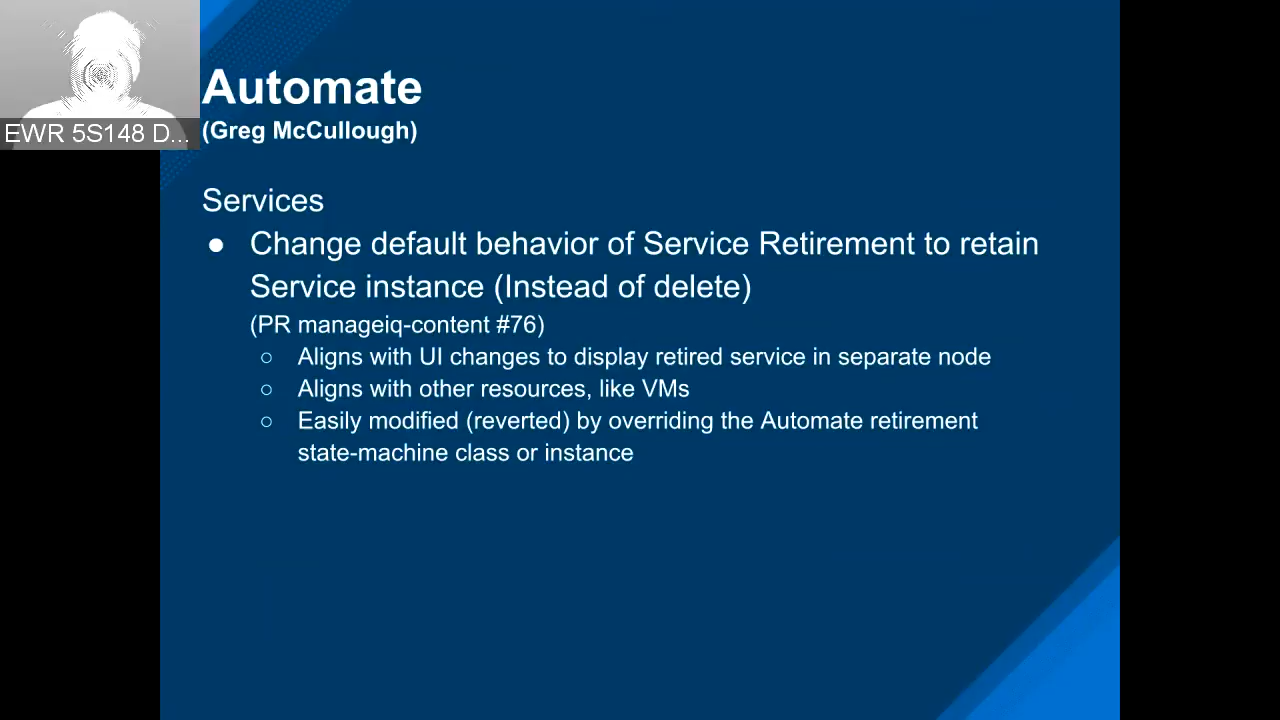 Automate
(Greg McCullough)
EWR 5S148 D...
Services
● Change default behavior of Service Retirement to retain
Service instance (Instead of delete)
(PR manageiq-content #76)
○ Aligns with UI changes to display retired service in separate node
○ Aligns with other resources, like VMs
○ Easily modified (reverted) by overriding the Automate retirement
state-machine class or instance